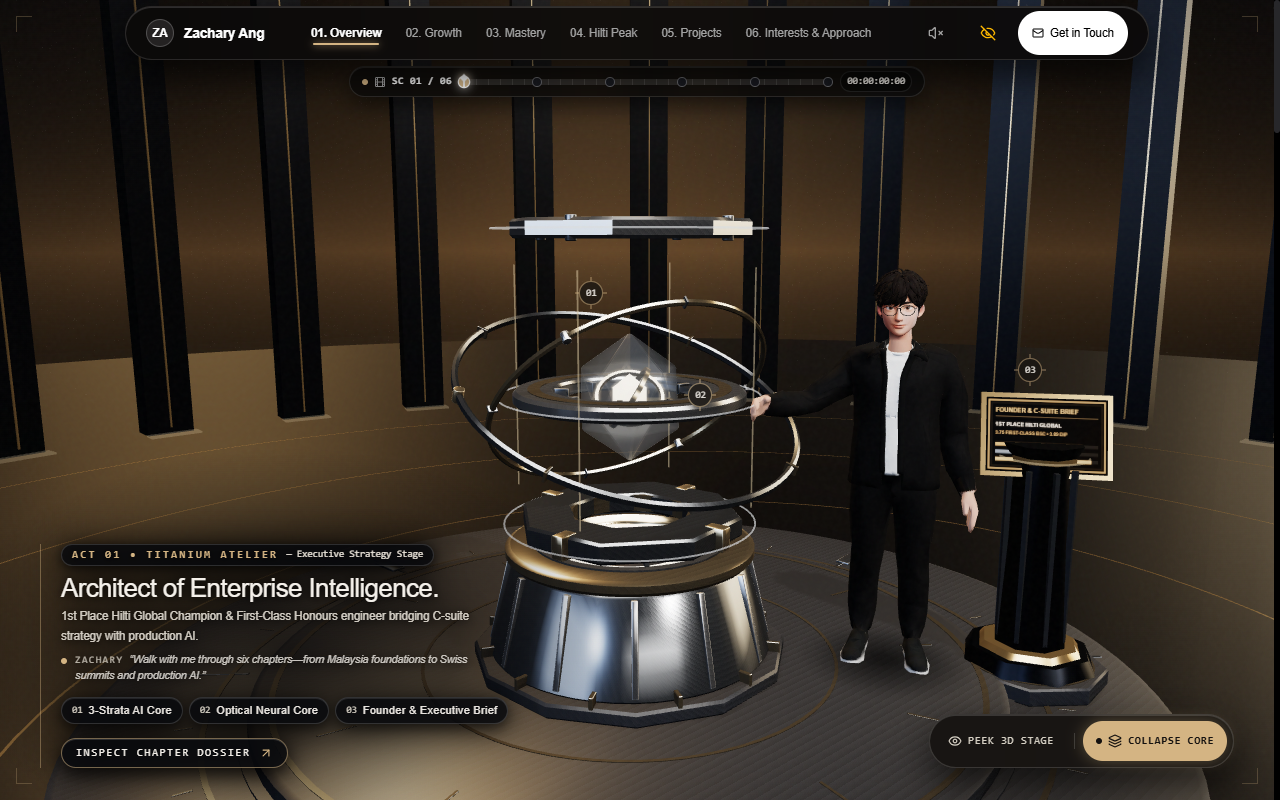 ZA Zachary Ang 01. Overview 02. Growth 03. Mastery 04. Hilti Peak 05. Projects 06. Interests & Approach Get in Touch
SC 01 / 06 00:00:00:00
01
02
03
FOUNDER & C-SUITE BRIEF
1ST PLACE HILTI GLOBAL
ACT 01 • TITANIUM ATELIER — Executive Strategy Stage
Architect of Enterprise Intelligence.
1st Place Hilti Global Champion & First-Class Honours engineer bridging C-suite
strategy with production AI.
ZACHARY "Walk with me through six chapters—from Malaysia foundations to Swiss
summits and production AI."
01 3-Strata AI Core 02 Optical Neural Core 03 Founder & Executive Brief
INSPECT CHAPTER DOSSIER
PEEK 3D STAGE COLLAPSE CORE